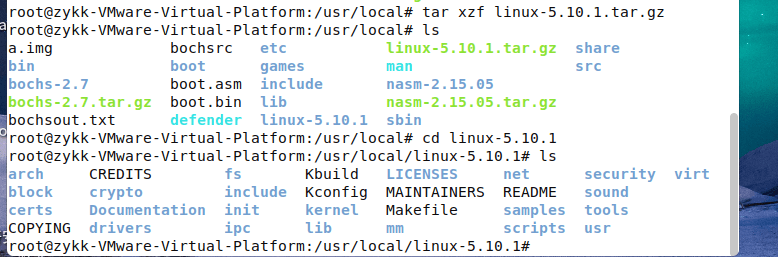 root@zykk-VMware-Virtual-Platform:/usr/local# tar xzf linux-5.10.1.tar.gz
root@zykk-VMware-Virtual-Platform:/usr/local# ls
a.img bochsrc etc linux-5.10.1.tar.gz share
bin boot games man src
bochs-2.7 boot.asm include nasm-2.15.05
bochs-2.7.tar.gz boot.bin lib nasm-2.15.05.tar.gz
bochsout.txt defender linux-5.10.1 sbin
root@zykk-VMware-Virtual-Platform:/usr/local# cd linux-5.10.1
root@zykk-VMware-Virtual-Platform:/usr/local/linux-5.10.1# ls
arch CREDITS fs Kbuild LICENSES net security virt
block crypto include Kconfig MAINTAINERS README sound
certs Documentation init kernel Makefile samples tools
COPYING drivers ipc lib mm scripts usr
root@zykk-VMware-Virtual-Platform:/usr/local/linux-5.10.1#